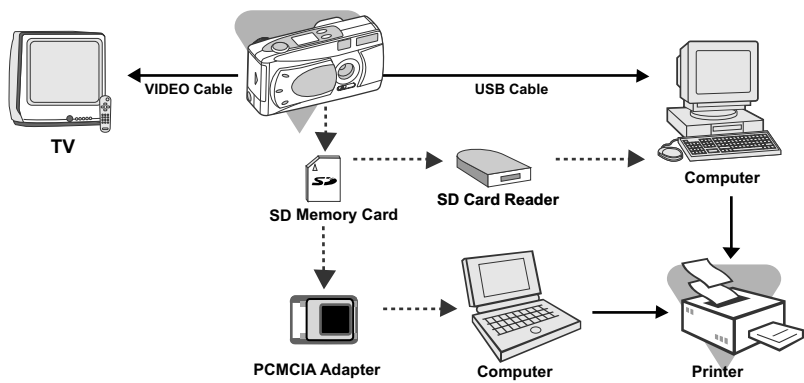 VIDEO Cable
USB Cable
TV
SD
SD Memory Card
SD Card Reader
Computer
PCMCIA Adapter
Computer
Printer